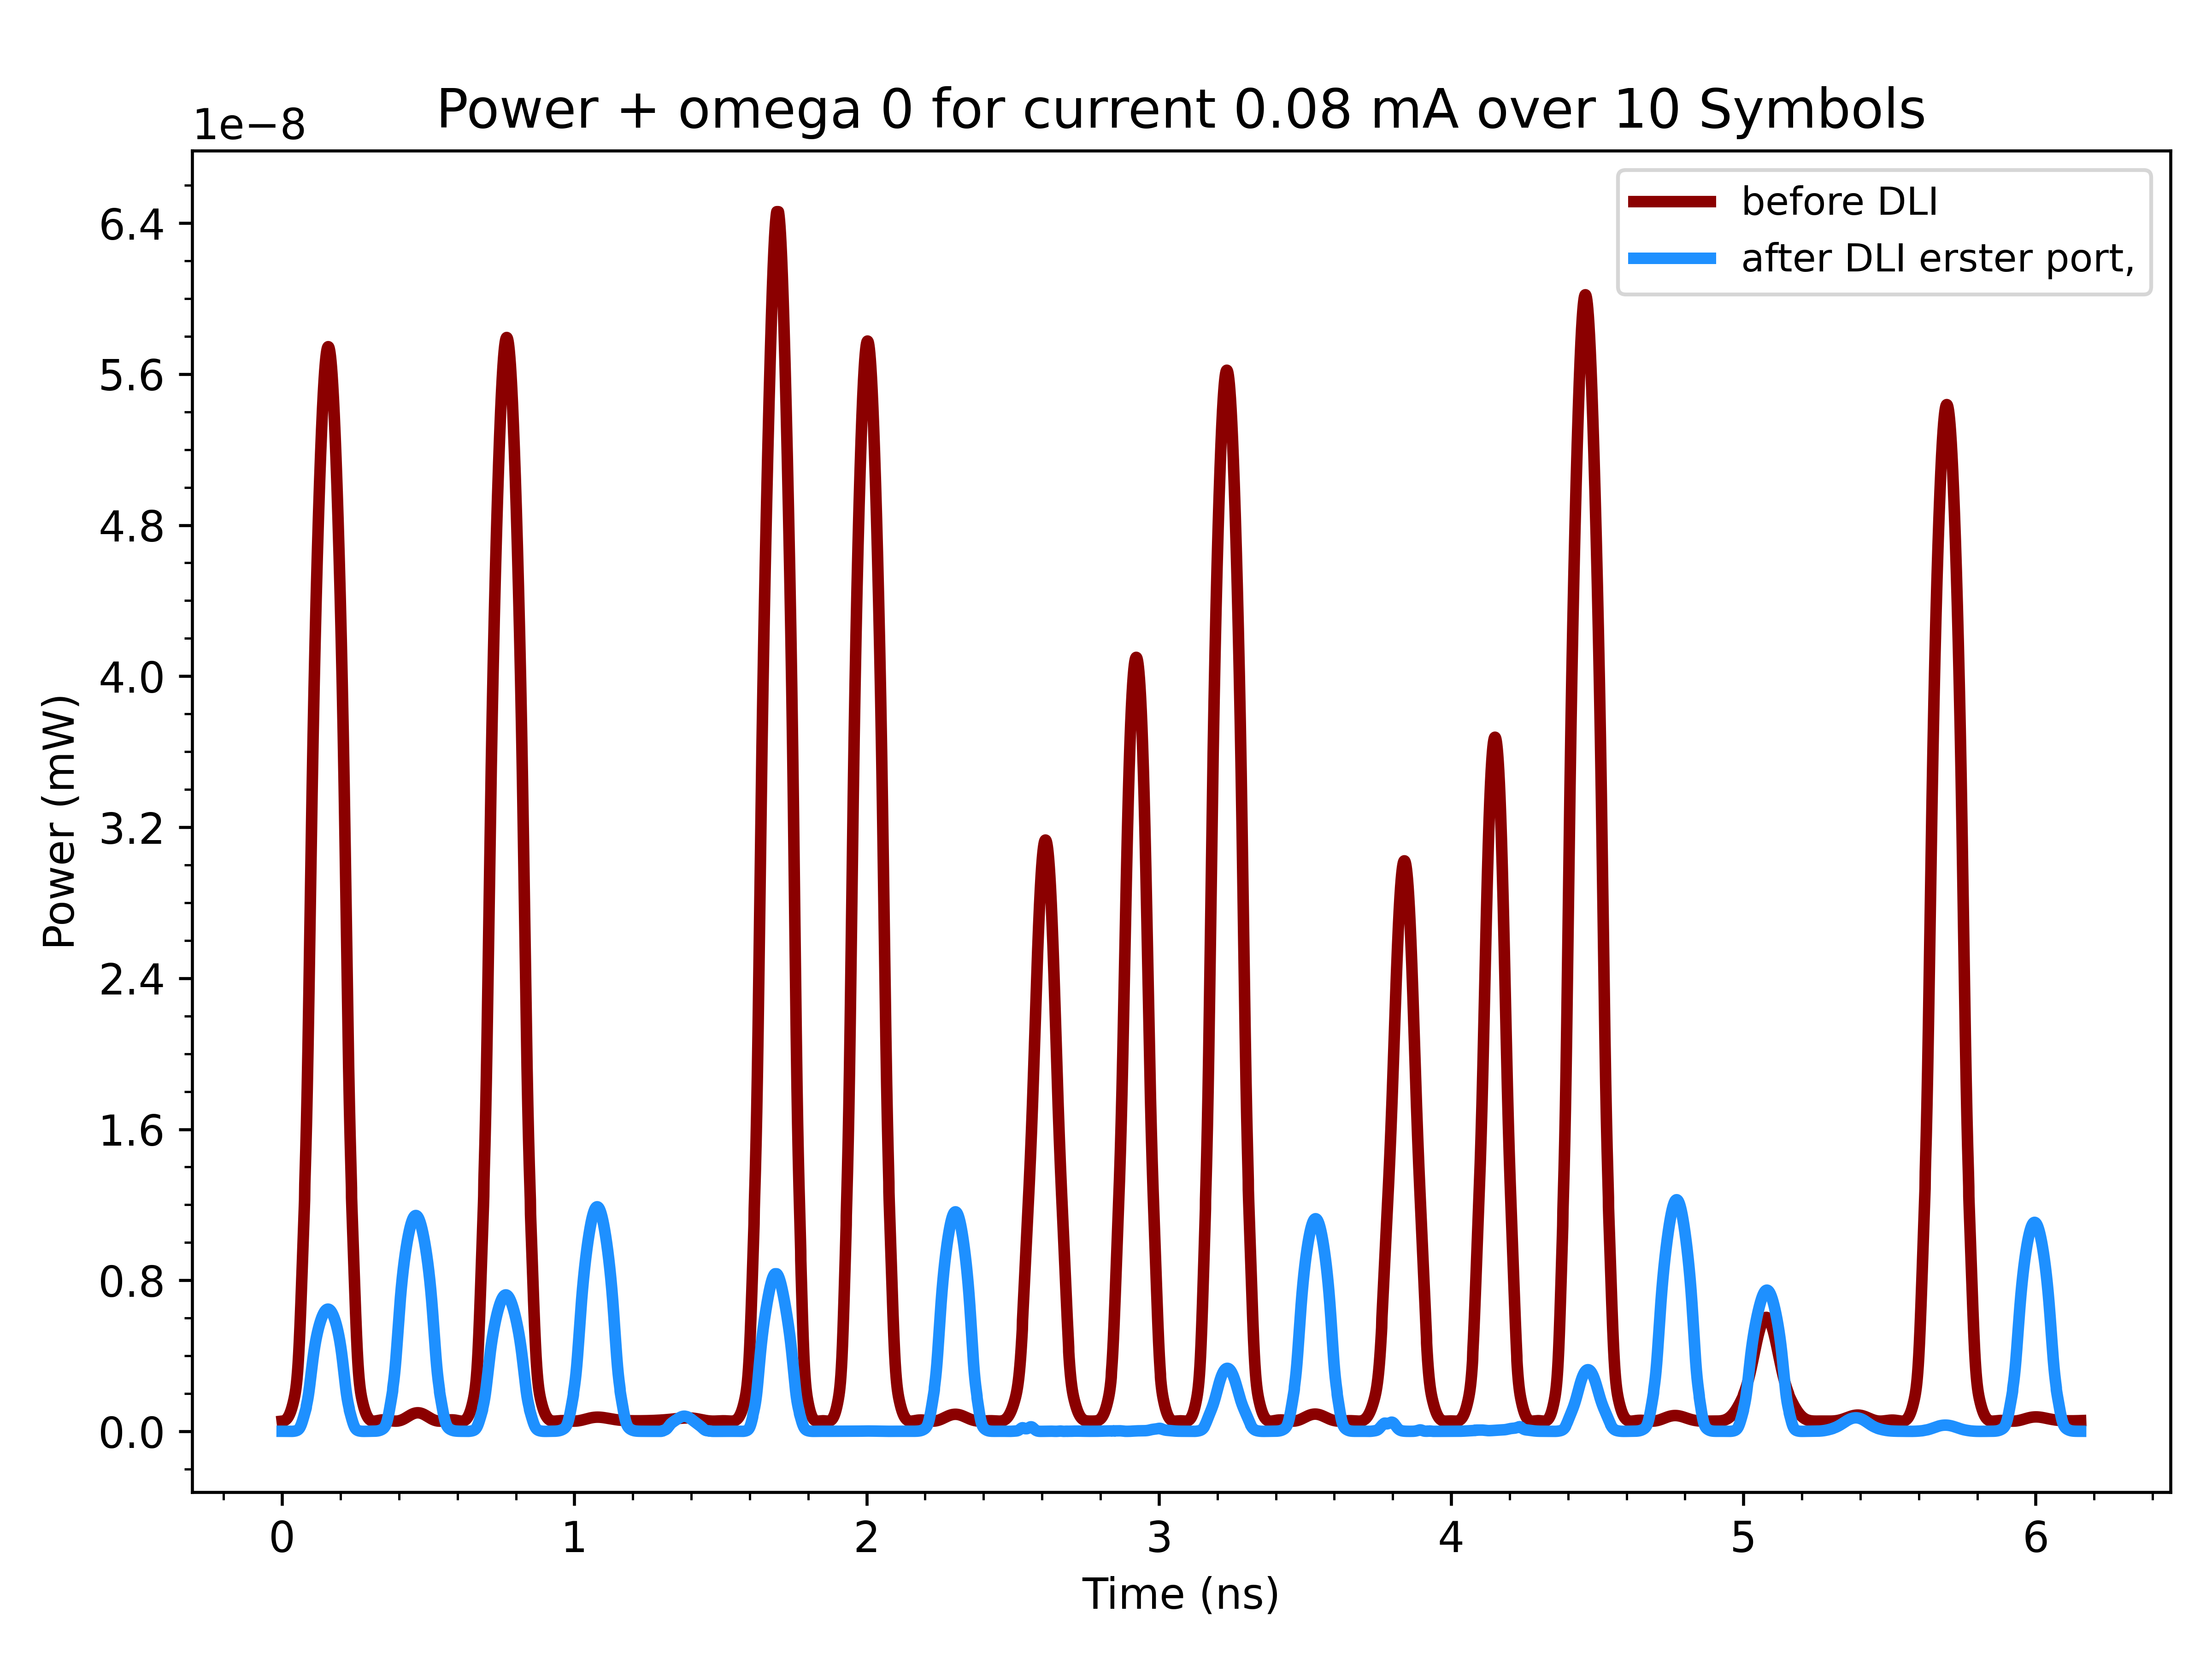 Power + omega 0 for current 0.08 mA over 10 Symbols
1e−8
before DLI
after DLI erster port,
6.4
5.6
4.8
4.0
3.2
2.4
1.6
0.8
0.0
Power (mW)
0 1 2 3 4 5 6
Time (ns)